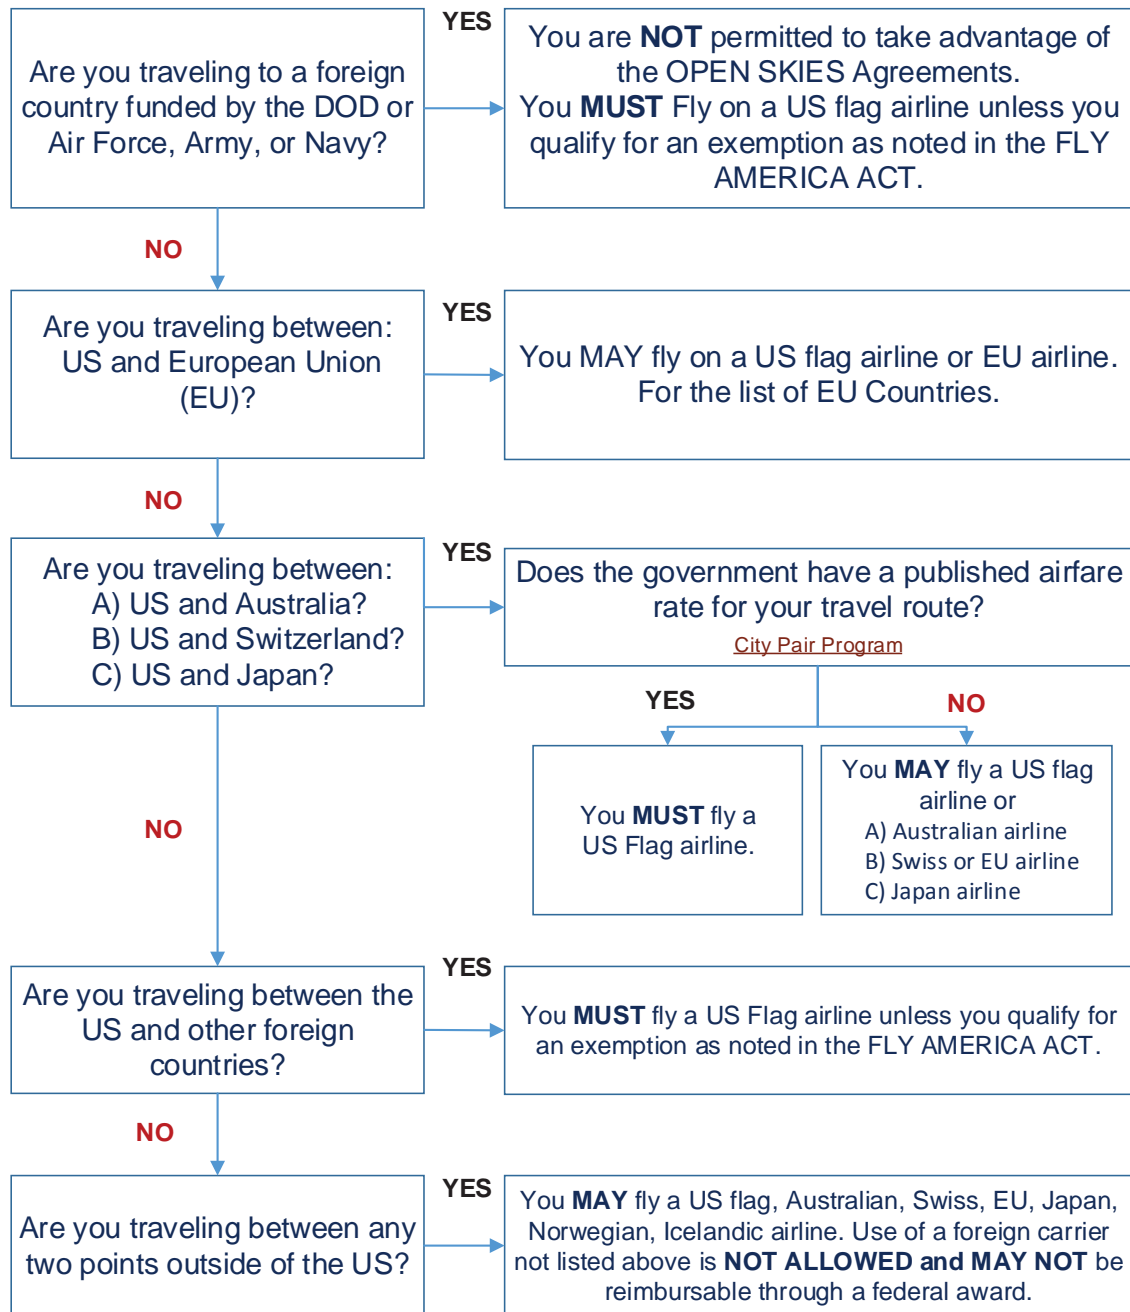 Are you traveling to a foreign
country funded by the DOD or
Air Force, Army, or Navy?
YES
You are NOT permitted to take advantage of
the OPEN SKIES Agreements.
You MUST Fly on a US flag airline unless you
qualify for an exemption as noted in the FLY
AMERICA ACT.
NO
Are you traveling between:
US and European Union
(EU)?
YES
You MAY fly on a US flag airline or EU airline.
For the list of EU Countries.
NO
Are you traveling between:
A) US and Australia?
B) US and Switzerland?
C) US and Japan?
YES
Does the government have a published airfare
rate for your travel route?
City Pair Program
YES
You MUST fly a
US Flag airline.
NO
You MAY fly a US flag
airline or
A) Australian airline
B) Swiss or EU airline
C) Japan airline
NO
Are you traveling between the
US and other foreign
countries?
YES
You MUST fly a US Flag airline unless you qualify for
an exemption as noted in the FLY AMERICA ACT.
NO
Are you traveling between any
two points outside of the US?
YES
You MAY fly a US flag, Australian, Swiss, EU, Japan,
Norwegian, Icelandic airline. Use of a foreign carrier
not listed above is NOT ALLOWED and MAY NOT be
reimbursable through a federal award.